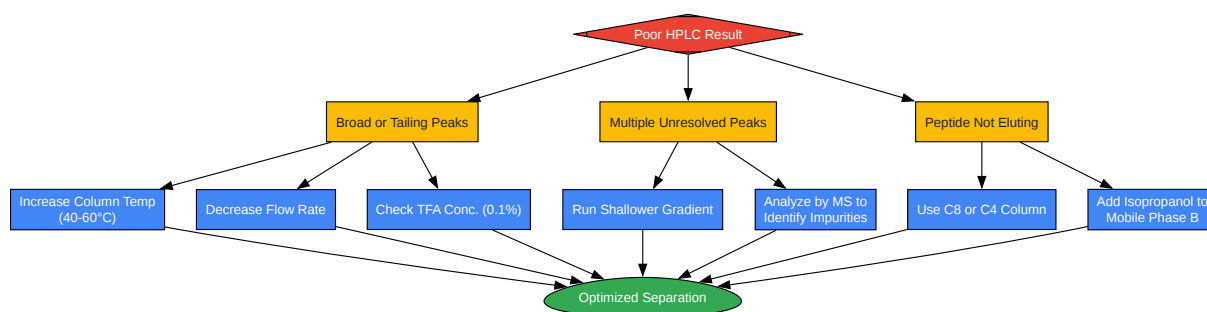 Poor HPLC Result
Broad or Tailing Peaks
Multiple Unresolved Peaks
Peptide Not Eluting
Increase Column Temp
(40-60°C)
Decrease Flow Rate
Check TFA Conc. (0.1%)
Run Shallower Gradient
Analyze by MS to
Identify Impurities
Use C8 or C4 Column
Add Isopropanol to
Mobile Phase B
Optimized Separation